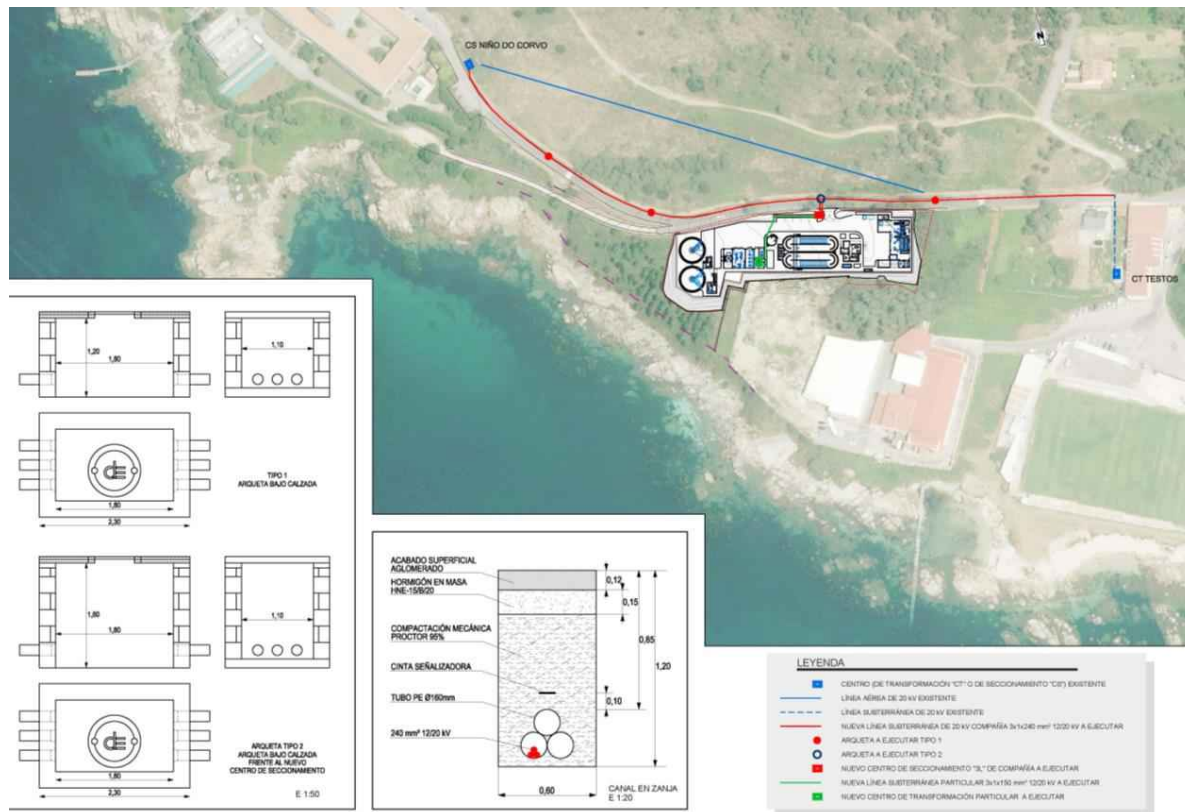 CS NIÑO DO CORVO
N
CT TESTOS
1,20
1,80
1,10
TIPO 1
ARQUETA BAJO CALZADA
1,80
2,30
1,80
1,80
1,10
ARQUETA TIPO 2
ARQUETA BAJO CALZADA
FRENTE AL NUEVO
CENTRO DE SECCIONAMIENTO
1,80
2,30
E 1:50
ACABADO SUPERFICIAL
AGLOMERADO
HORMIGÓN EN MASA
HNE-15/B/20
COMPACTACIÓN MECÁNICA
PROCTOR 95%
CINTA SEÑALIZADORA
TUBO PE Ø160mm
240 mm² 12/20 kV
0,12
0,15
0,85
1,20
0,10
0,60
CANAL EN ZANJA
E 1:20
LEYENDA
CENTRO (DE TRANSFORMACIÓN "CT" O DE SECCIONAMIENTO "CS") EXISTENTE
LÍNEA AÉREA DE 20 kV EXISTENTE
LÍNEA SUBTERRÁNEA DE 20 kV EXISTENTE
NUEVA LÍNEA SUBTERRÁNEA DE 20 kV COMPAÑÍA 3x1x240 mm² 12/20 kV A EJECUTAR
ARQUETA A EJECUTAR TIPO 1
ARQUETA A EJECUTAR TIPO 2
NUEVO CENTRO DE SECCIONAMIENTO "3L" DE COMPAÑÍA A EJECUTAR
NUEVA LÍNEA SUBTERRÁNEA PARTICULAR 3x1x150 mm² 12/20 kV A EJECUTAR
NUEVO CENTRO DE TRANSFORMACIÓN PARTICULAR A EJECUTAR